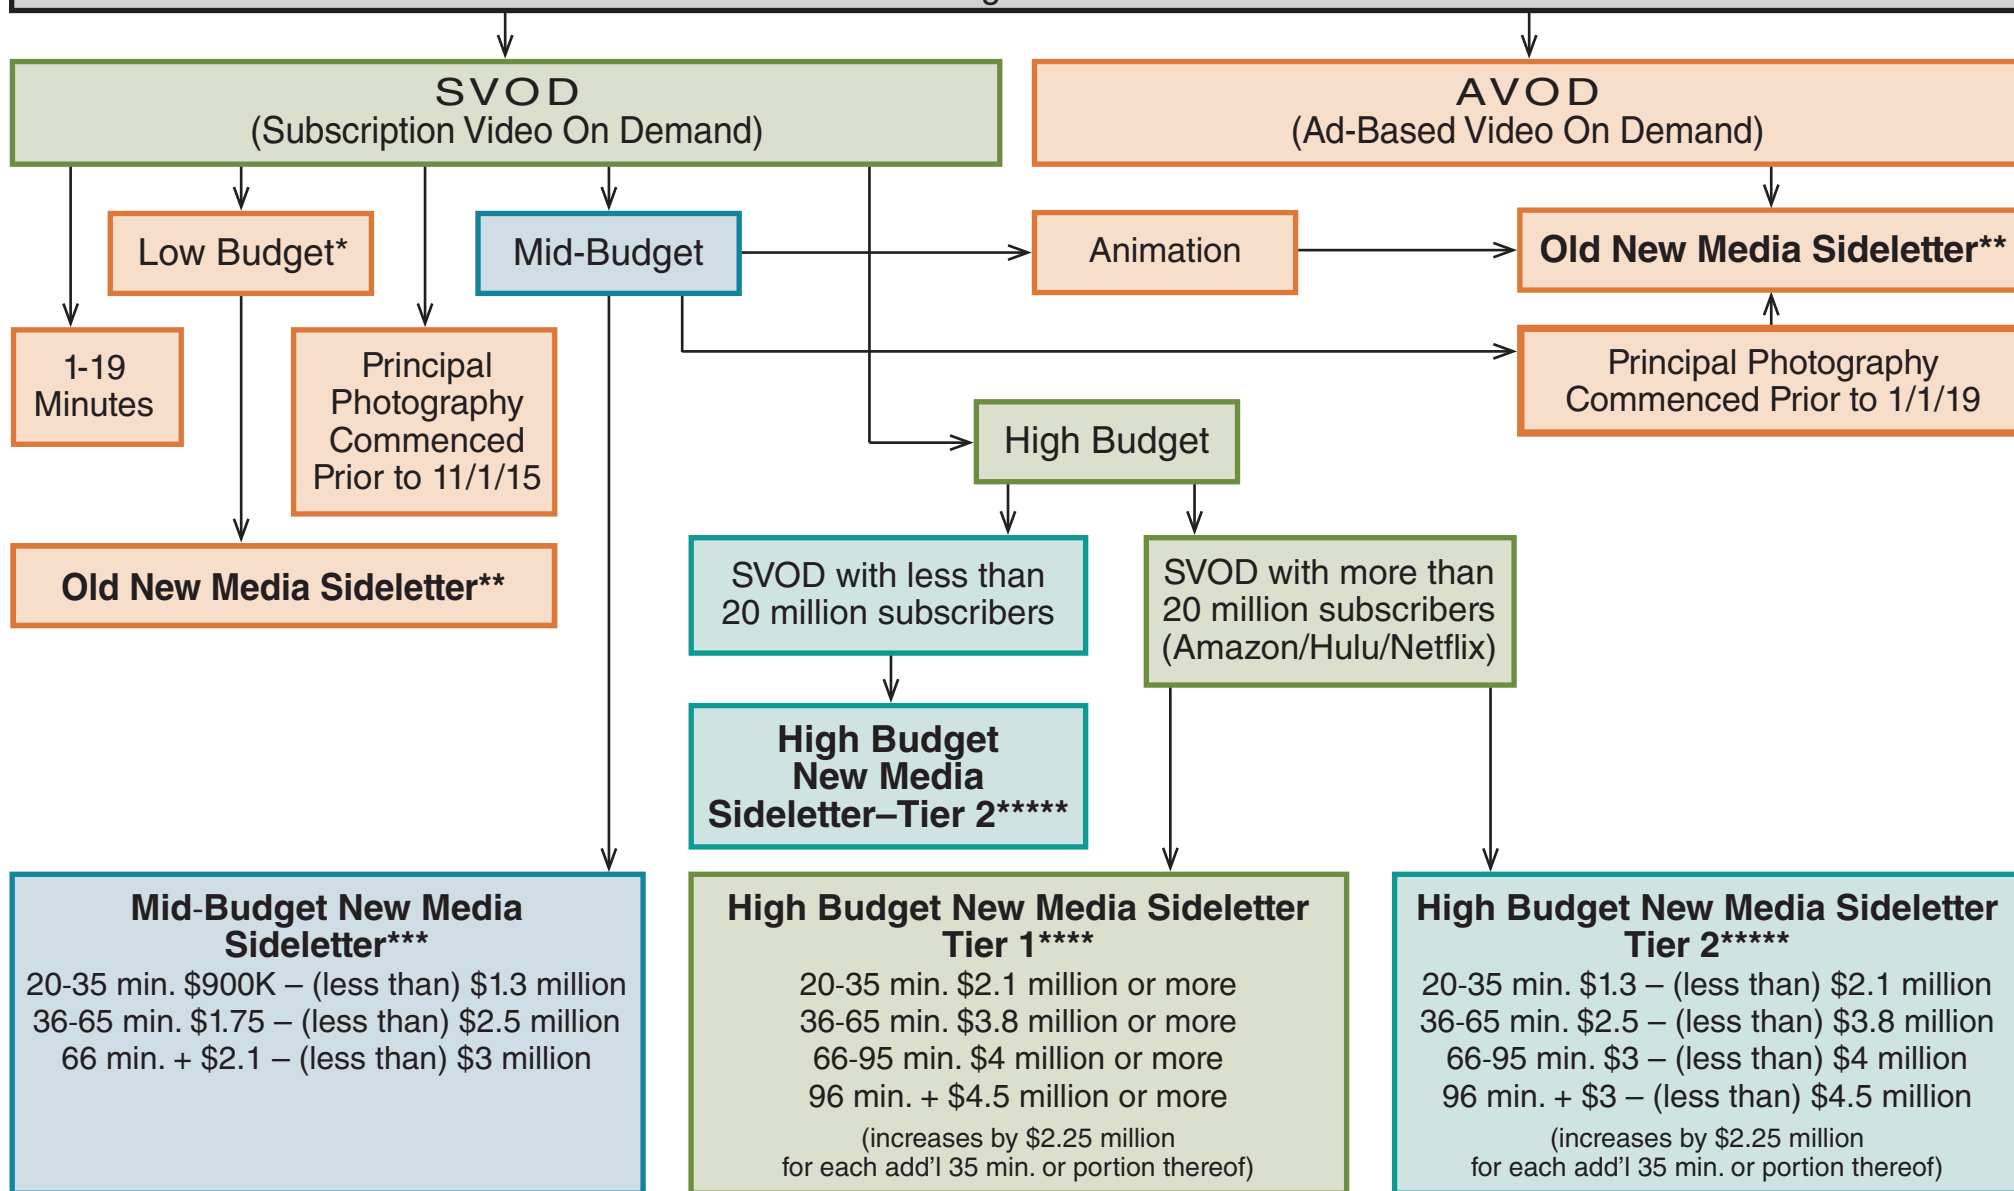 SVOD
(Subscription Video On Demand)
AVOD
(Ad-Based Video On Demand)
Low Budget*
Mid-Budget
Animation
Old New Media Sideletter**
1-19
Minutes
Principal
Photography
Commenced
Prior to 11/1/15
Principal Photography
Commenced Prior to 1/1/19
High Budget
Old New Media Sideletter**
SVOD with less than
20 million subscribers
SVOD with more than
20 million subscribers
(Amazon/Hulu/Netflix)
High Budget
New Media
Sideletter–Tier 2*****
Mid-Budget New Media
Sideletter***
20-35 min. $900K – (less than) $1.3 million
36-65 min. $1.75 – (less than) $2.5 million
66 min. + $2.1 – (less than) $3 million
High Budget New Media Sideletter
Tier 1****
20-35 min. $2.1 million or more
36-65 min. $3.8 million or more
66-95 min. $4 million or more
96 min. + $4.5 million or more
(increases by $2.25 million
for each add’l 35 min. or portion thereof)
High Budget New Media Sideletter
Tier 2*****
20-35 min. $1.3 – (less than) $2.1 million
36-65 min. $2.5 – (less than) $3.8 million
66-95 min. $3 – (less than) $4 million
96 min. + $3 – (less than) $4.5 million
(increases by $2.25 million
for each add’l 35 min. or portion thereof)